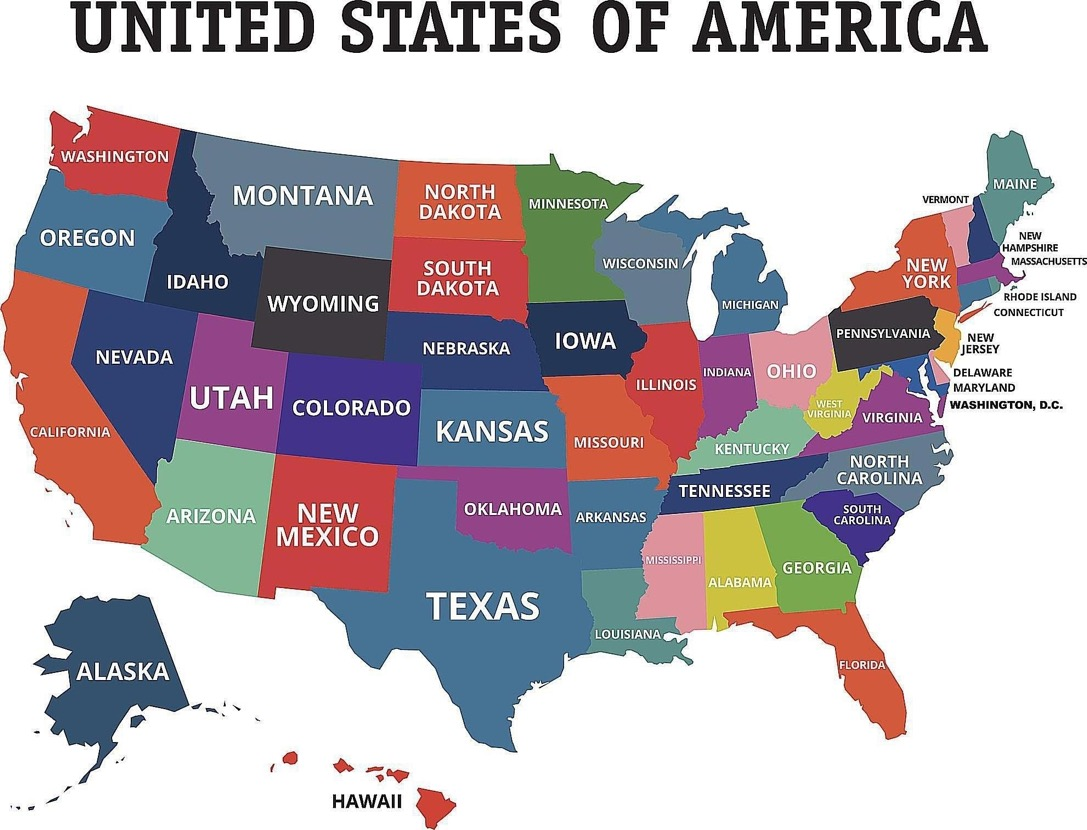 UNITED STATES OF AMERICA
WASHINGTON
MONTANA
NORTH
DAKOTA
MINNESOTA
MAINE
VERMONT
OREGON
IDAHO
SOUTH
DAKOTA
WISCONSIN
NEW
HAMPSHIRE
MASSACHUSETTS
NEW
YORK
WYOMING
MICHIGAN
RHODE ISLAND
CONNECTICUT
NEVADA
NEBRASKA
IOWA
PENNSYLVANIA
NEW
JERSEY
UTAH
COLORADO
ILLINOIS
INDIANA
OHIO
DELAWARE
MARYLAND
WASHINGTON, D.C.
WEST
VIRGINIA
VIRGINIA
CALIFORNIA
KANSAS
MISSOURI
KENTUCKY
NORTH
CAROLINA
TENNESSEE
ARIZONA
NEW
MEXICO
OKLAHOMA
ARKANSAS
SOUTH
CAROLINA
MISSISSIPPI
ALABAMA
GEORGIA
TEXAS
LOUISIANA
FLORIDA
ALASKA
HAWAII